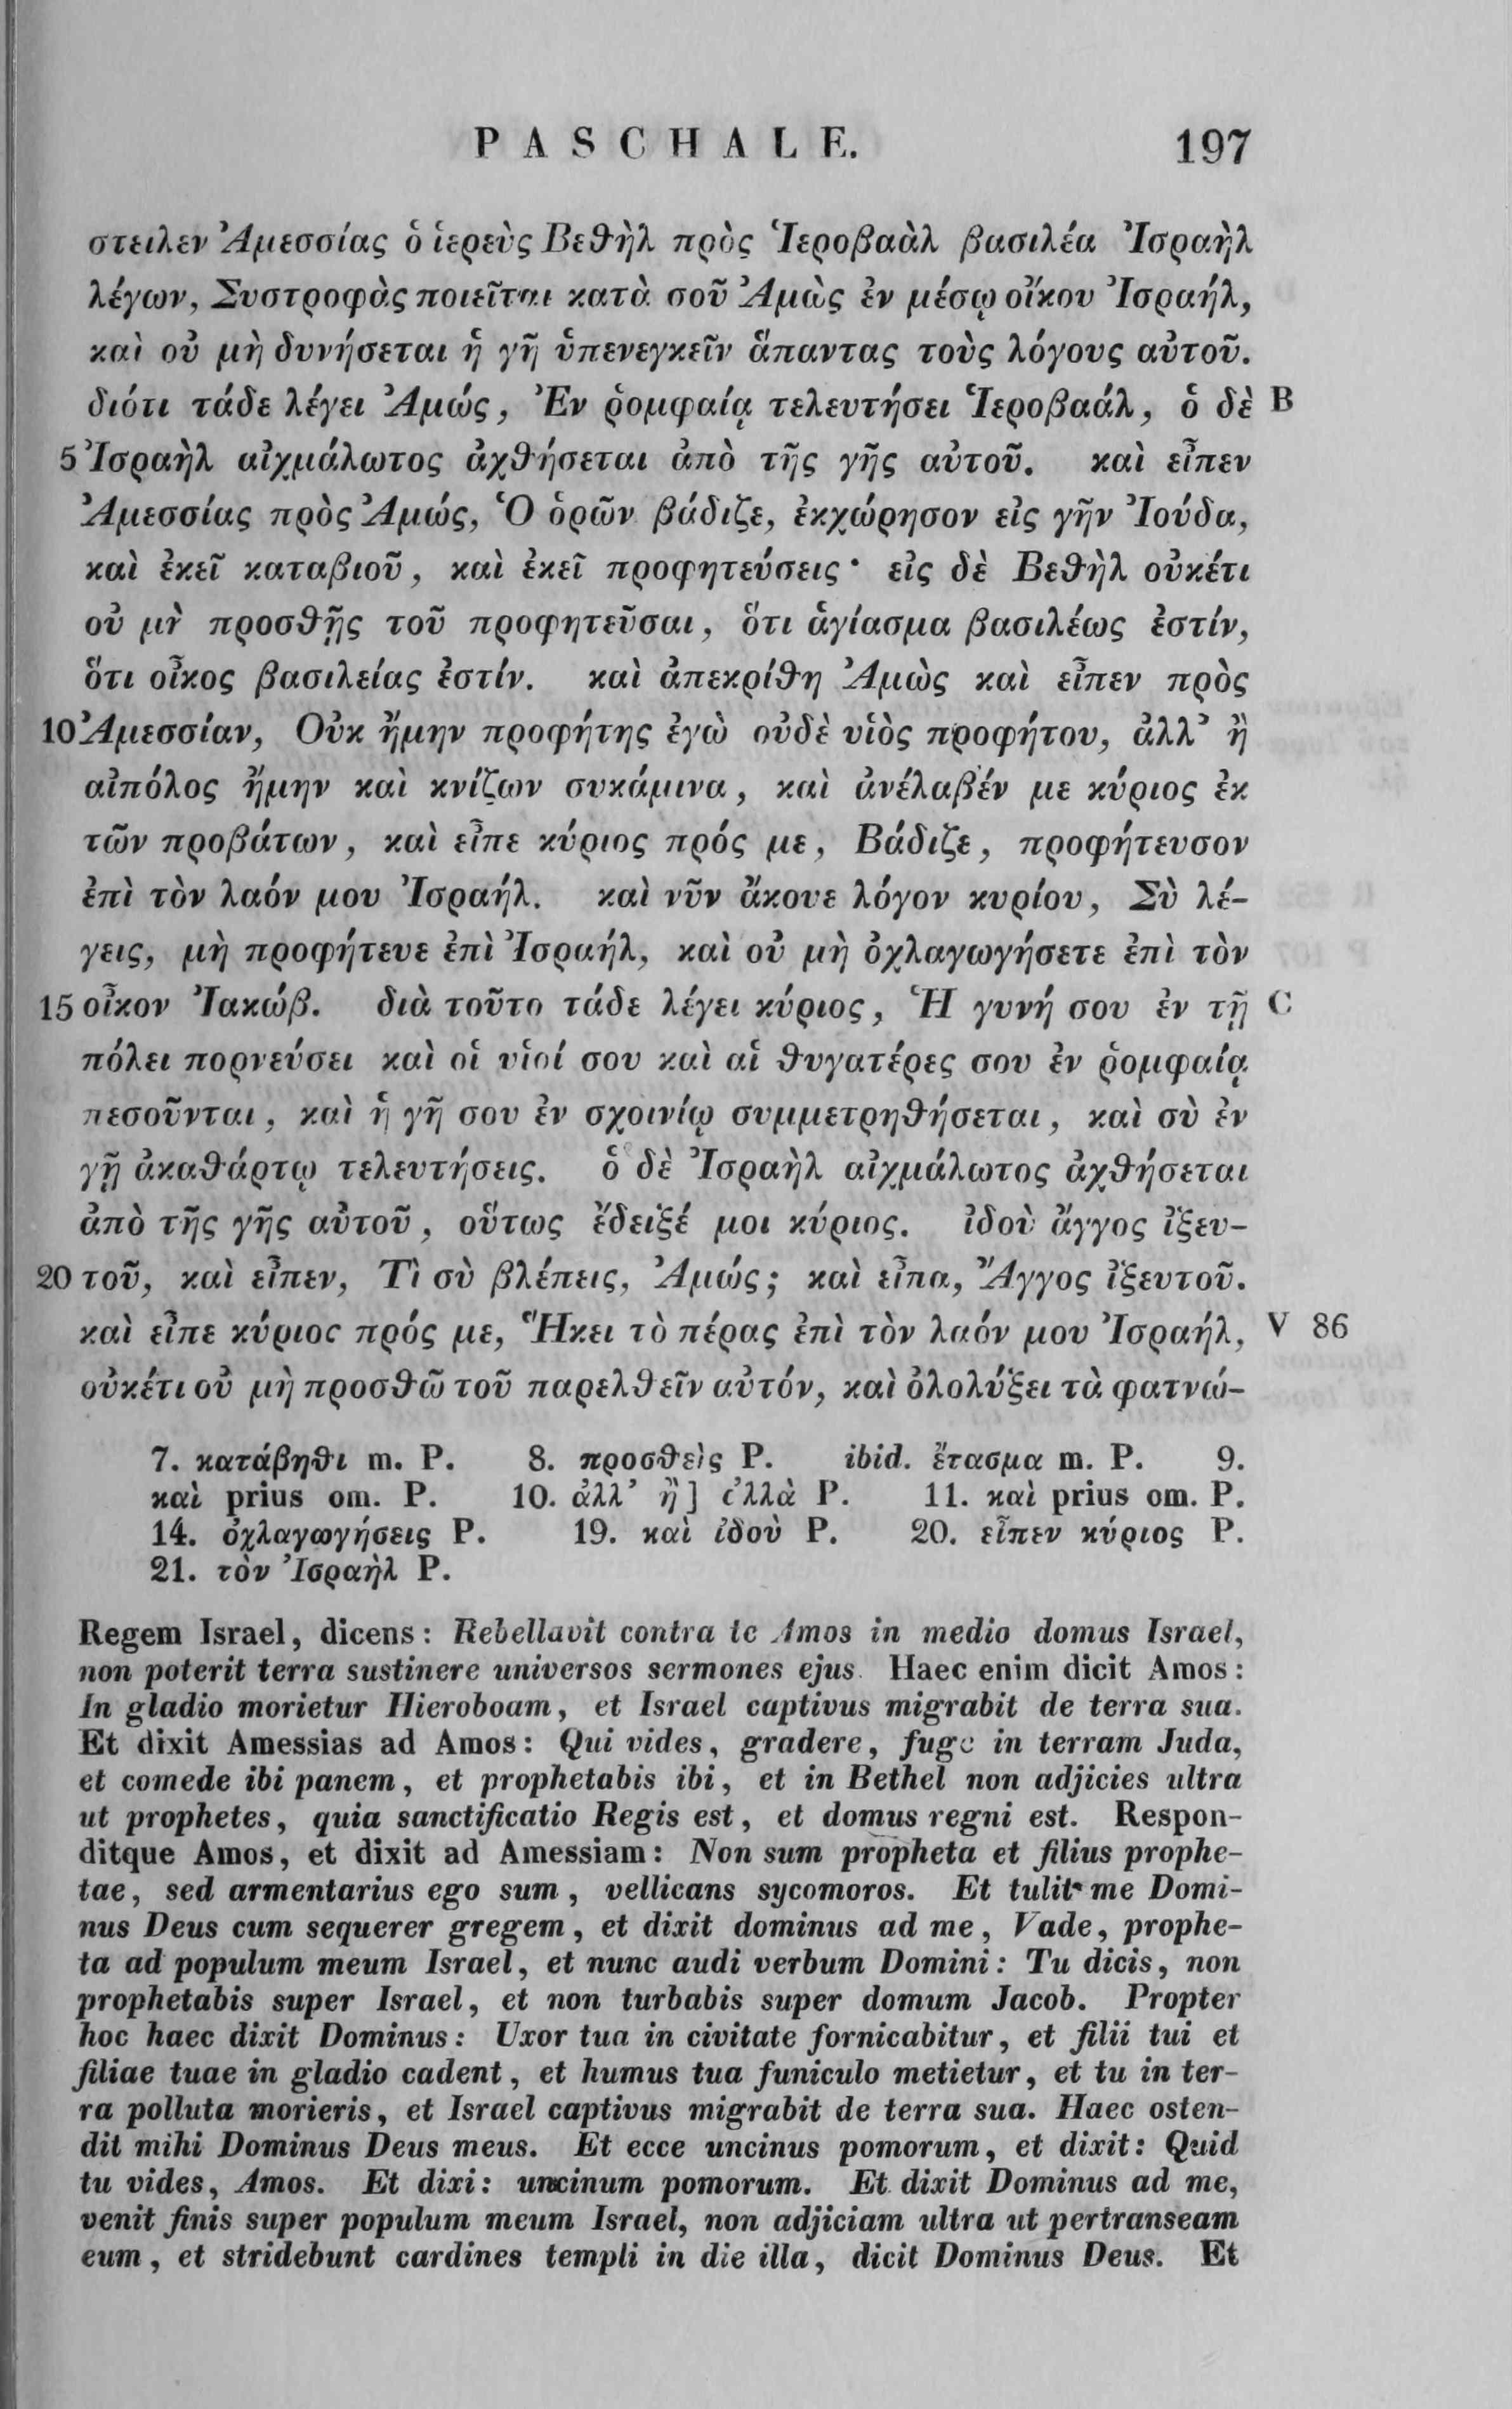 PASCHALE. 197
στειλεν Ἀμεσσίας ὁ ἱερεὺς Βεθὴλ πρὸς Ἱεροβαὰλ βασιλέα Ἰσραὴλ
λέγων, Συστροφὰς ποιεῖται κατὰ σοῦ Ἀμὼς ἐν μέσῳ οἴκου Ἰσραήλ,
καὶ οὐ μὴ δυνήσεται ἡ γῆ ὑπενεγκεῖν ἅπαντας τοὺς λόγους αὐτοῦ.
διότι τάδε λέγει Ἀμώς, Ἐν ῥομφαίᾳ τελευτήσει Ἱεροβαάλ, ὁ δὲ B
5 Ἰσραὴλ αἰχμάλωτος ἀχθήσεται ἀπὸ τῆς γῆς αὐτοῦ. καὶ εἶπεν
Ἀμεσσίας πρὸς Ἀμώς, Ὁ ὁρῶν βάδιζε, ἐκχώρησον εἰς γῆν Ἰούδα,
καὶ ἐκεῖ καταβιοῦ, καὶ ἐκεῖ προφητεύσεις· εἰς δὲ Βεθὴλ οὐκέτι
οὐ μὴ προσθῇς τοῦ προφητεῦσαι, ὅτι ἁγίασμα βασιλέως ἐστίν,
ὅτι οἶκος βασιλείας ἐστίν. καὶ ἀπεκρίθη Ἀμὼς καὶ εἶπεν πρὸς
10 Ἀμεσσίαν, Οὐκ ἤμην προφήτης ἐγὼ οὐδὲ υἱὸς προφήτου, ἀλλ' ἢ
αἰπόλος ἤμην καὶ κνίζων συκάμινα, καὶ ἀνέλαβέν με κύριος ἐκ
τῶν προβάτων, καὶ εἶπε κύριος πρός με, Βάδιζε, προφήτευσον
ἐπὶ τὸν λαόν μου Ἰσραήλ. καὶ νῦν ἄκουε λόγον κυρίου, Σὺ λέ-
γεις, μὴ προφήτευε ἐπὶ Ἰσραήλ, καὶ οὐ μὴ ὀχλαγωγήσετε ἐπὶ τὸν
15 οἶκον Ἰακώβ. διὰ τοῦτο τάδε λέγει κύριος, Ἡ γυνή σου ἐν τῇ C
πόλει πορνεύσει καὶ οἱ υἱοί σου καὶ αἱ θυγατέρες σου ἐν ῥομφαίᾳ
πεσοῦνται, καὶ ἡ γῆ σου ἐν σχοινίῳ συμμετρηθήσεται, καὶ σὺ ἐν
γῇ ἀκαθάρτῳ τελευτήσεις. ὁ δὲ Ἰσραὴλ αἰχμάλωτος ἀχθήσεται
ἀπὸ τῆς γῆς αὐτοῦ, οὕτως ἔδειξέ μοι κύριος. ἰδοὺ ἄγγος ἰξευ-
20 τοῦ, καὶ εἶπεν, Τὶ σὺ βλέπεις, Ἀμώς; καὶ εἶπα, Ἄγγος ἰξευτοῦ.
καὶ εἶπε κύριος πρός με, Ἥκει τὸ πέρας ἐπὶ τὸν λαόν μου Ἰσραήλ, V 86
οὐκέτι οὐ μὴ προσθῶ τοῦ παρελθεῖν αὐτόν, καὶ ὀλολύξει τὰ φατνώ-
7. κατάβηθι m. P. 8. προσθεὶς P. ibid. ἔτασμα m. P. 9.
καὶ prius om. P. 10. ἀλλ' ἢ] ἀλλὰ P. 11. καὶ prius om. P.
14. ὀχλαγωγήσεις P. 19. καὶ ἰδοὺ P. 20. εἶπεν κύριος P.
21. τὸν Ἰσραὴλ P.
Regem Israel, dicens: Rebellavit contra te Amos in medio domus Israel,
non poterit terra sustinere universos sermones ejus. Haec enim dicit Amos:
In gladio morietur Hieroboam, et Israel captivus migrabit de terra sua.
Et dixit Amessias ad Amos: Qui vides, gradere, fuge in terram Juda,
et comede ibi panem, et prophetabis ibi, et in Bethel non adjicies ultra
ut prophetes, quia sanctificatio Regis est, et domus regni est. Respon-
ditque Amos, et dixit ad Amessiam: Non sum propheta et filius prophe-
tae, sed armentarius ego sum, vellicans sycomoros. Et tulit me Domi-
nus Deus cum sequerer gregem, et dixit dominus ad me, Vade, prophe-
ta ad populum meum Israel, et nunc audi verbum Domini: Tu dicis, non
prophetabis super Israel, et non turbabis super domum Jacob. Propter
hoc haec dixit Dominus: Uxor tua in civitate fornicabitur, et filii tui et
filiae tuae in gladio cadent, et humus tua funiculo metietur, et tu in ter-
ra polluta morieris, et Israel captivus migrabit de terra sua. Haec osten-
dit mihi Dominus Deus meus. Et ecce uncinus pomorum, et dixit: Quid
tu vides, Amos. Et dixi: uncinum pomorum. Et dixit Dominus ad me,
venit finis super populum meum Israel, non adjiciam ultra ut pertranseam
eum, et stridebunt cardines templi in die illa, dicit Dominus Deus. Et